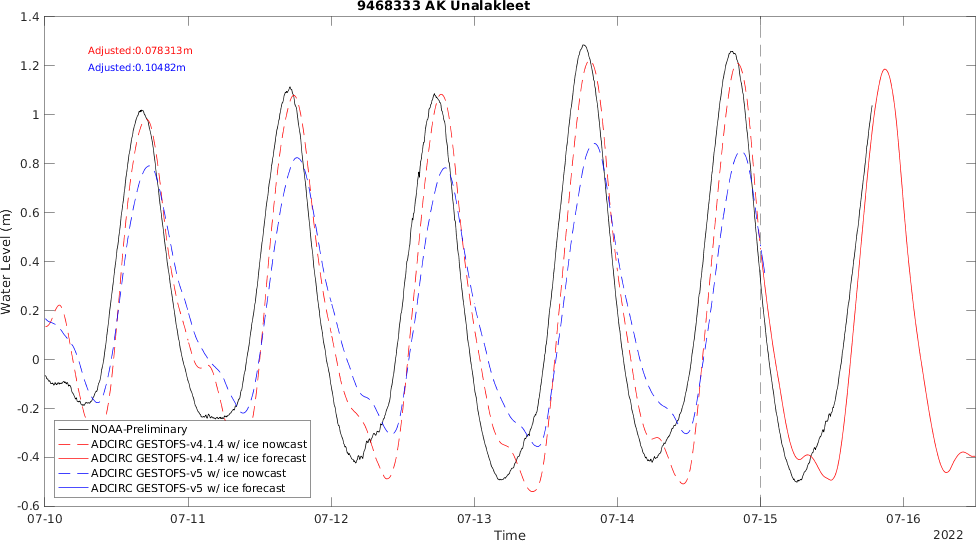 9468333 AK Unalakleet
Adjusted:0.078313m
Adjusted:0.10482m
Water Level (m)
1.4
1.2
1
0.8
0.6
0.4
0.2
0
-0.2
-0.4
-0.6
NOAA-Preliminary
ADCIRC GESTOFS-v4.1.4 w/ ice nowcast
ADCIRC GESTOFS-v4.1.4 w/ ice forecast
ADCIRC GESTOFS-v5 w/ ice nowcast
ADCIRC GESTOFS-v5 w/ ice forecast
07-10 07-11 07-12 07-13 07-14 07-15 07-16
Time
2022